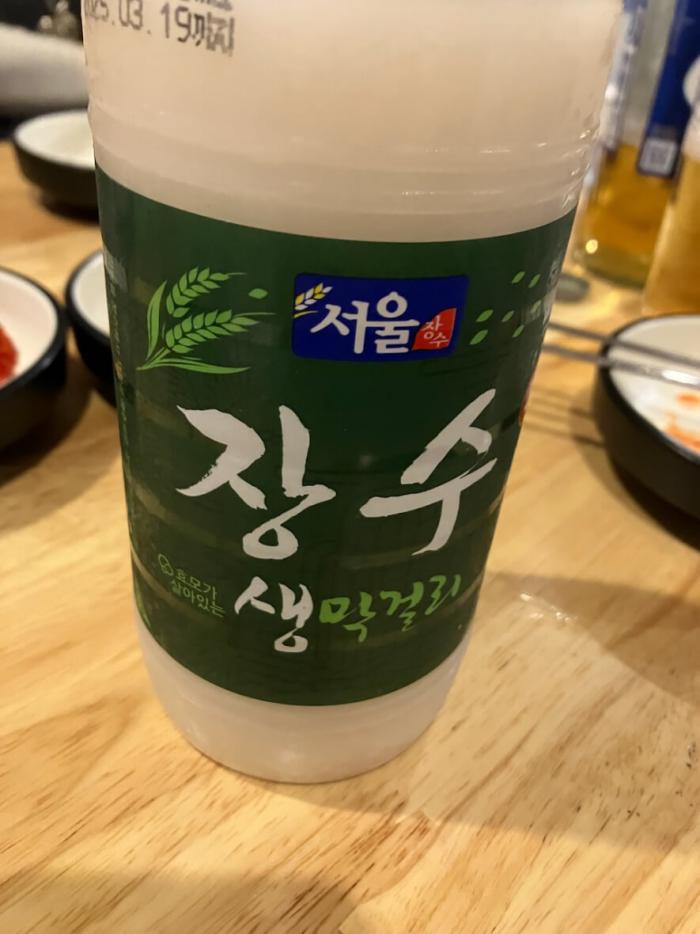 25.03.19까지
서울
장수
장수
효모가
살아있는
생막걸리